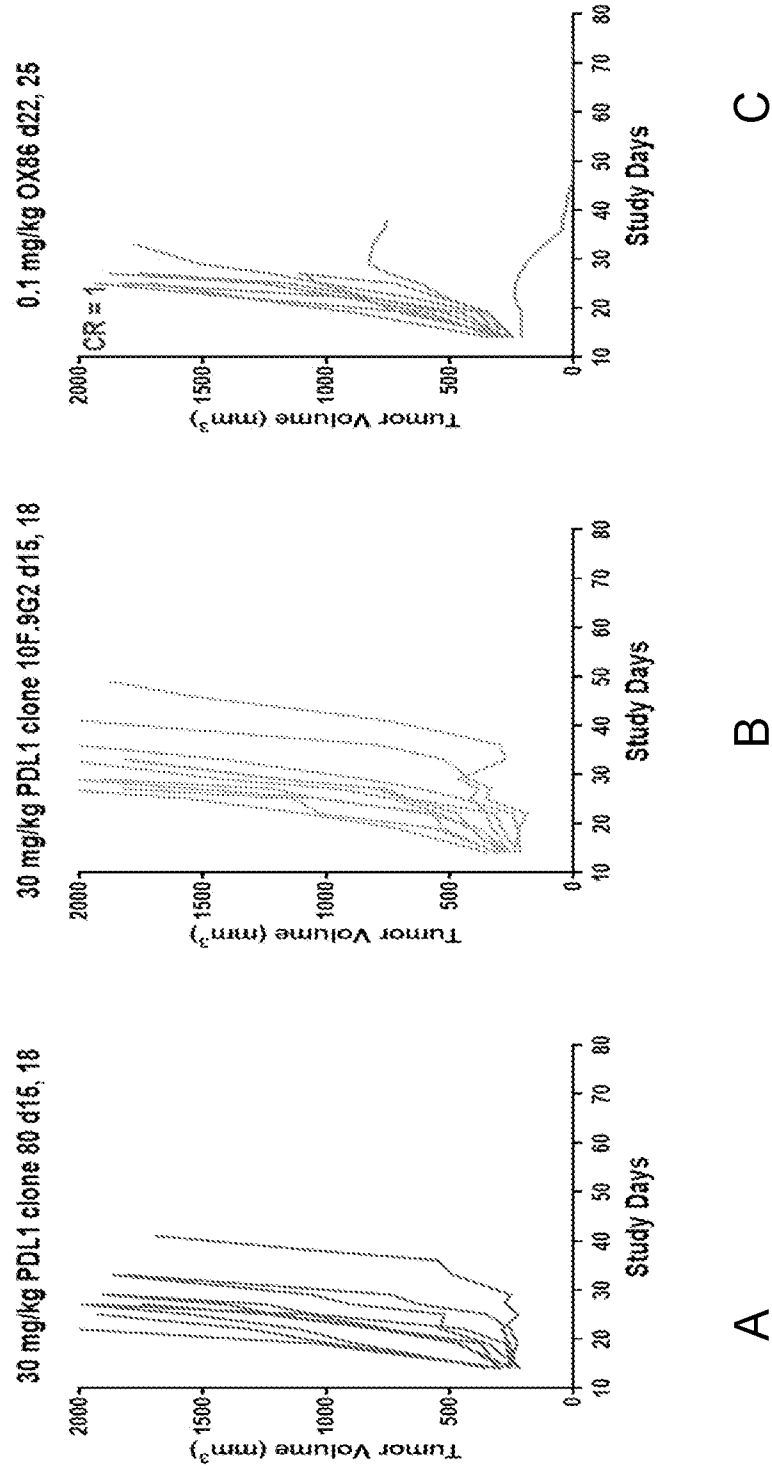 30 mg/kg PDL1 clone 80 d15, 18
2000
1500
1000
500
0
Tumor Volume (mm³)
10 20 30 40 50 60 70 80
Study Days
A
30 mg/kg PDL1 clone 10F.9G2 d15, 18
2000
1500
1000
500
0
Tumor Volume (mm³)
10 20 30 40 50 60 70 80
Study Days
B
0.1 mg/kg OX86 d22, 25
CR = 1
2000
1500
1000
500
0
Tumor Volume (mm³)
10 20 30 40 50 60 70 80
Study Days
C